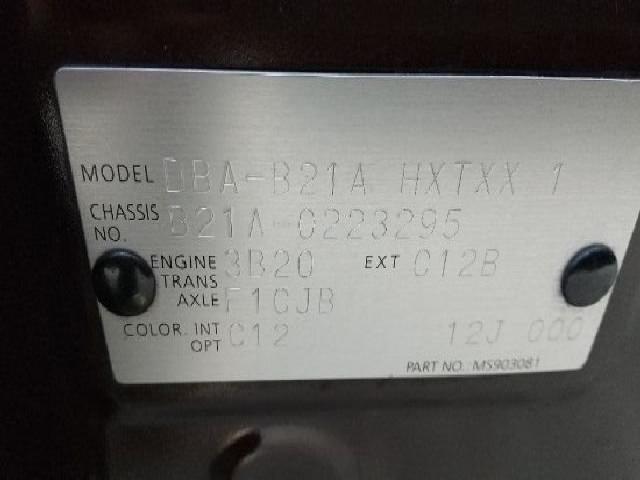 MODEL DBA-B21A HXTXX 1
CHASSIS NO. B21A-0223295
ENGINE 3B20 EXT C12B
TRANS AXLE F1CJB
COLOR. INT C12 12J 000
OPT
PART NO.: MS903081